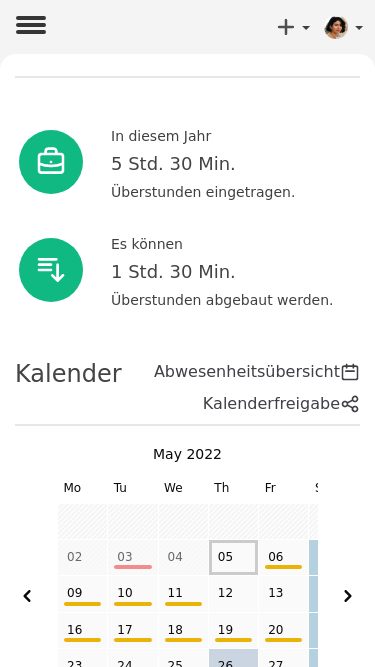 In diesem Jahr
5 Std. 30 Min.
Überstunden eingetragen.
Es können
1 Std. 30 Min.
Überstunden abgebaut werden.
Kalender
Abwesenheitsübersicht
Kalenderfreigabe
May 2022
Mo Tu We Th Fr
02 03 04 05 06
09 10 11 12 13
16 17 18 19 20
23 24 25 26 27